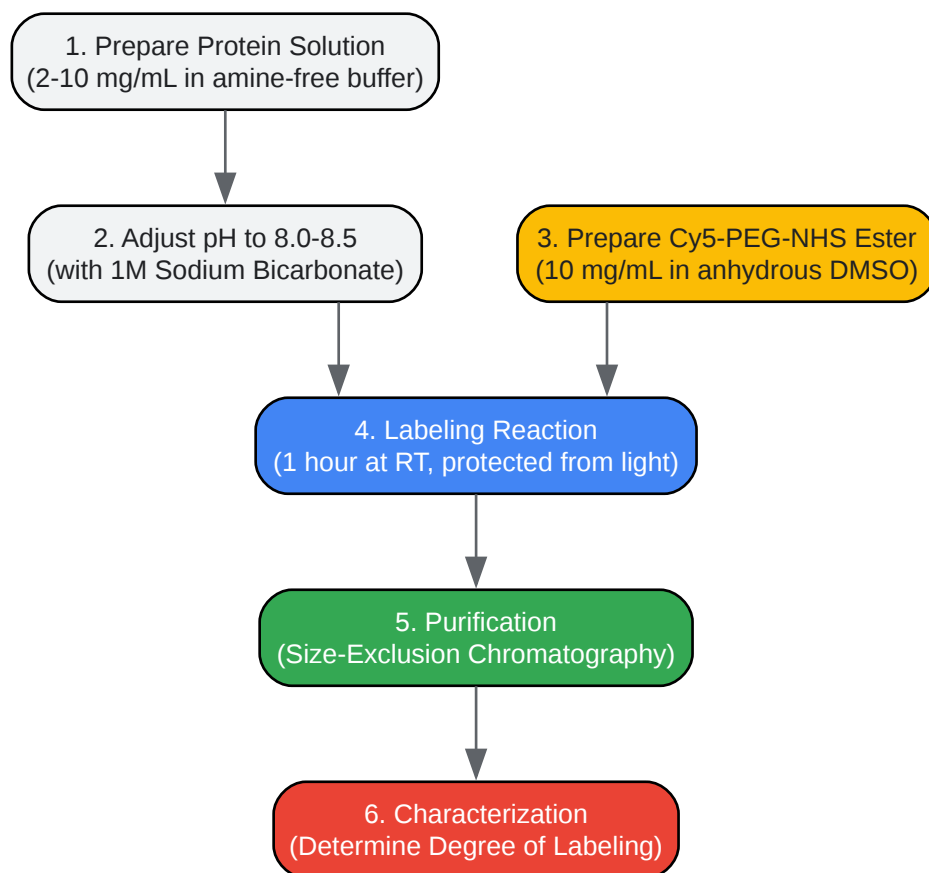 1. Prepare Protein Solution
(2-10 mg/mL in amine-free buffer)
2. Adjust pH to 8.0-8.5
(with 1M Sodium Bicarbonate)
3. Prepare Cy5-PEG-NHS Ester
(10 mg/mL in anhydrous DMSO)
4. Labeling Reaction
(1 hour at RT, protected from light)
5. Purification
(Size-Exclusion Chromatography)
6. Characterization
(Determine Degree of Labeling)